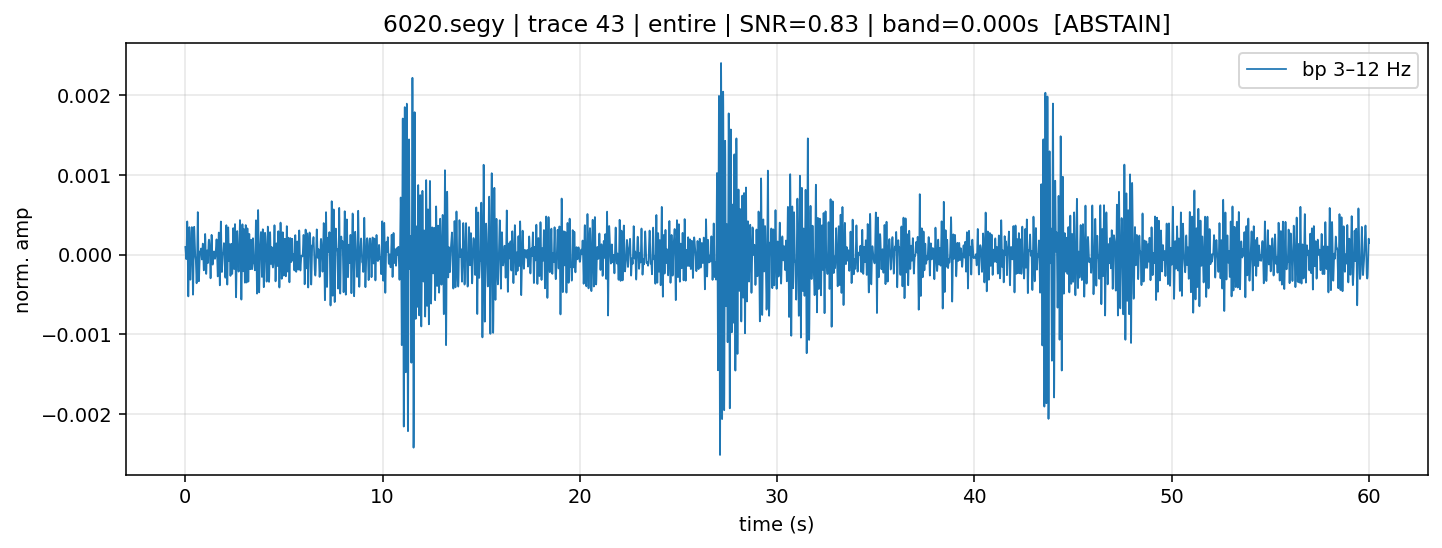 6020.segy | trace 43 | entire | SNR=0.83 | band=0.000s  [ABSTAIN]
bp 3–12 Hz
norm. amp
0.002
0.001
0.000
−0.001
−0.002
0 10 20 30 40 50 60
time (s)